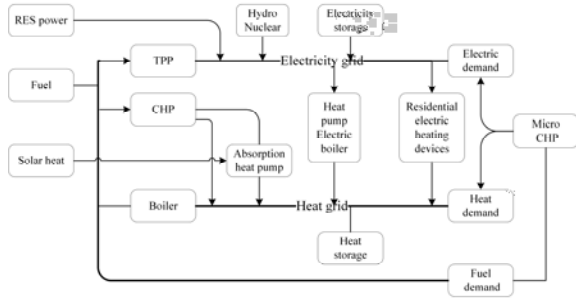 RES power
Hydro
Nuclear
Electricity
storage
TPP
Electricity grid
Electric
demand
Fuel
CHP
Heat
pump
Electric
boiler
Residential
electric
heating
devices
Micro
CHP
Solar heat
Absorption
heat pump
Boiler
Heat grid
Heat
demand
Heat
storage
Fuel
demand